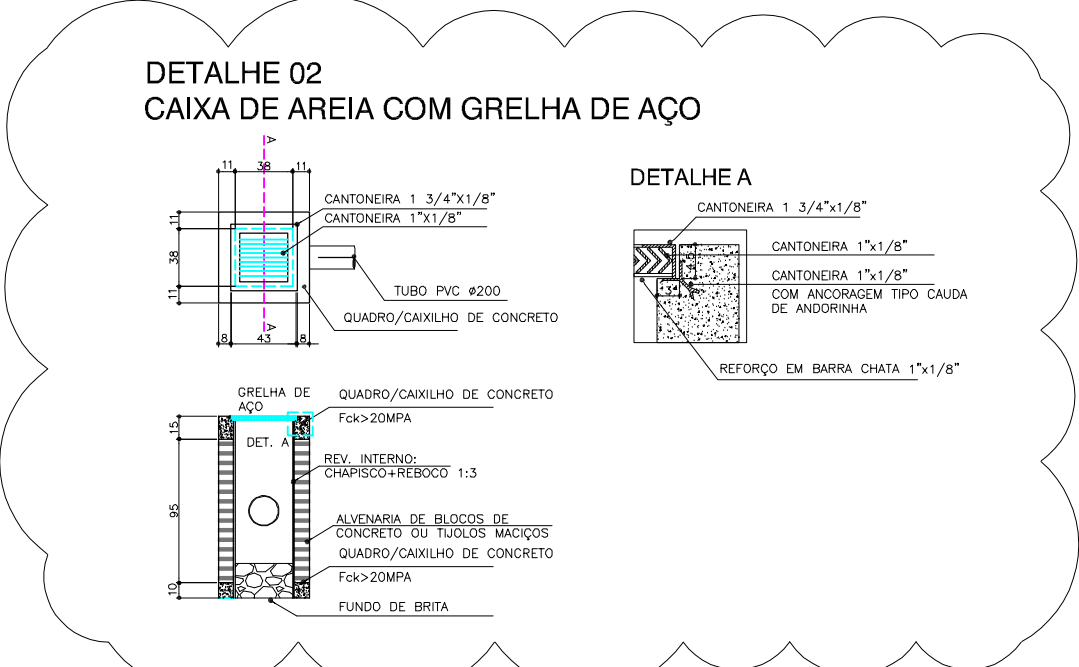 DETALHE 02
CAIXA DE AREIA COM GRELHA DE AÇO
A
11 38 11
CANTONEIRA 1 3/4"X1/8"
CANTONEIRA 1"X1/8"
11
38
11
TUBO PVC Ø200
QUADRO/CAIXILHO DE CONCRETO
A
8 43 8
DETALHE A
CANTONEIRA 1 3/4"x1/8"
CANTONEIRA 1"x1/8"
4.5
CANTONEIRA 1"x1/8"
3
COM ANCORAGEM TIPO CAUDA
DE ANDORINHA
REFORÇO EM BARRA CHATA 1"x1/8"
GRELHA DE
AÇO
QUADRO/CAIXILHO DE CONCRETO
Fck>20MPA
15
DET. A
REV. INTERNO:
CHAPISCO+REBOCO 1:3
95
ALVENARIA DE BLOCOS DE
CONCRETO OU TIJOLOS MACIÇOS
QUADRO/CAIXILHO DE CONCRETO
Fck>20MPA
10
FUNDO DE BRITA